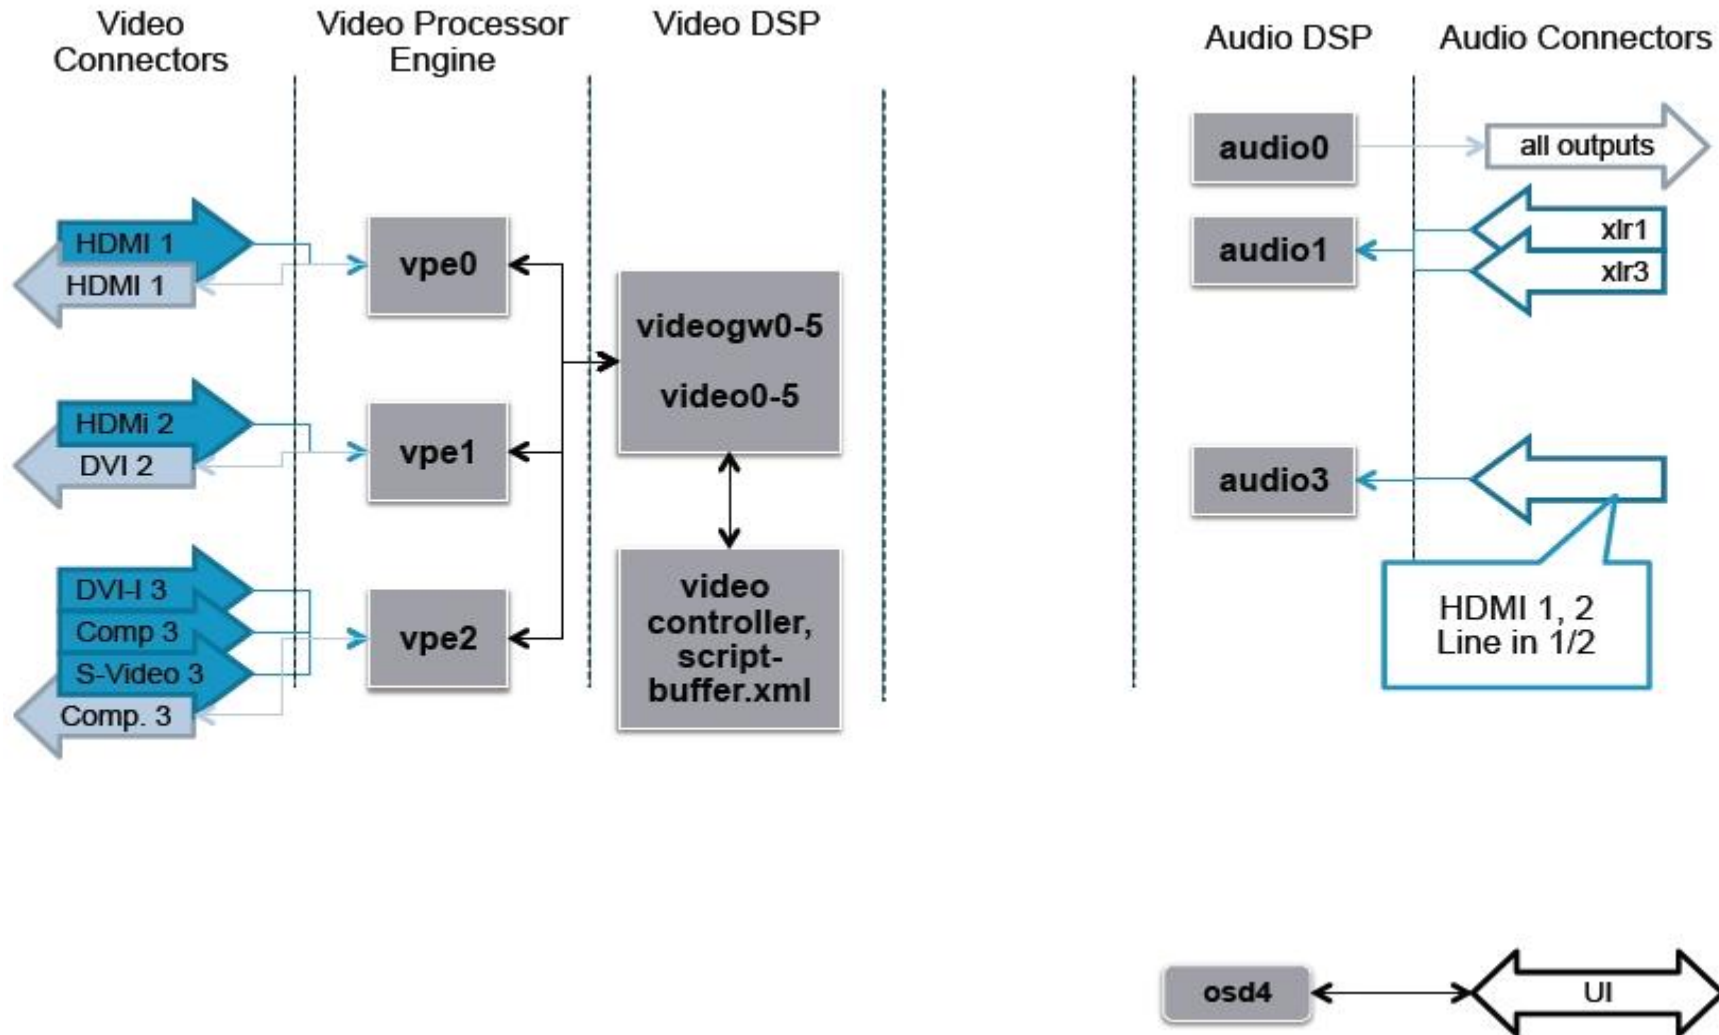 Video
Connectors
Video Processor
Engine
Video DSP
Audio DSP
Audio Connectors
HDMI 1
HDMI 1
vpe0
HDMi 2
DVI 2
vpe1
DVI-I 3
Comp 3
S-Video 3
Comp. 3
vpe2
videogw0-5
video0-5
video
controller,
script-
buffer.xml
audio0
all outputs
audio1
xlr1
xlr3
audio3
HDMI 1, 2
Line in 1/2
osd4
UI